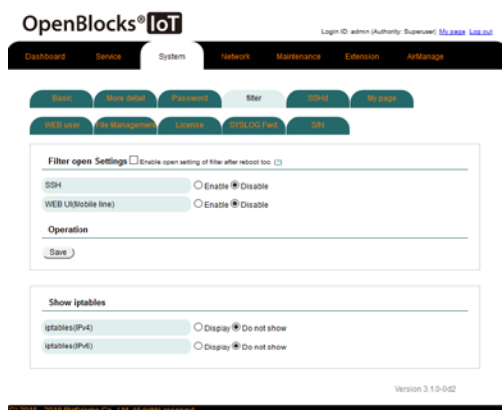 OpenBlocks® IoT
Login ID: admin (Authority: Superuser) My page Log out
Dashboard Service System Network Maintenance Extension AirManage
Basic More detail Password filter SSHd My page
WEB user File Management License SYSLOG Fwd. S/N
Filter open Settings Enable open setting of filter after reboot too. [?]
SSH Enable Disable
WEB UI(Mobile line) Enable Disable
Operation
Save
Show iptables
iptables(IPv4) Display Do not show
iptables(IPv6) Display Do not show
Version 3.1.0-0d2